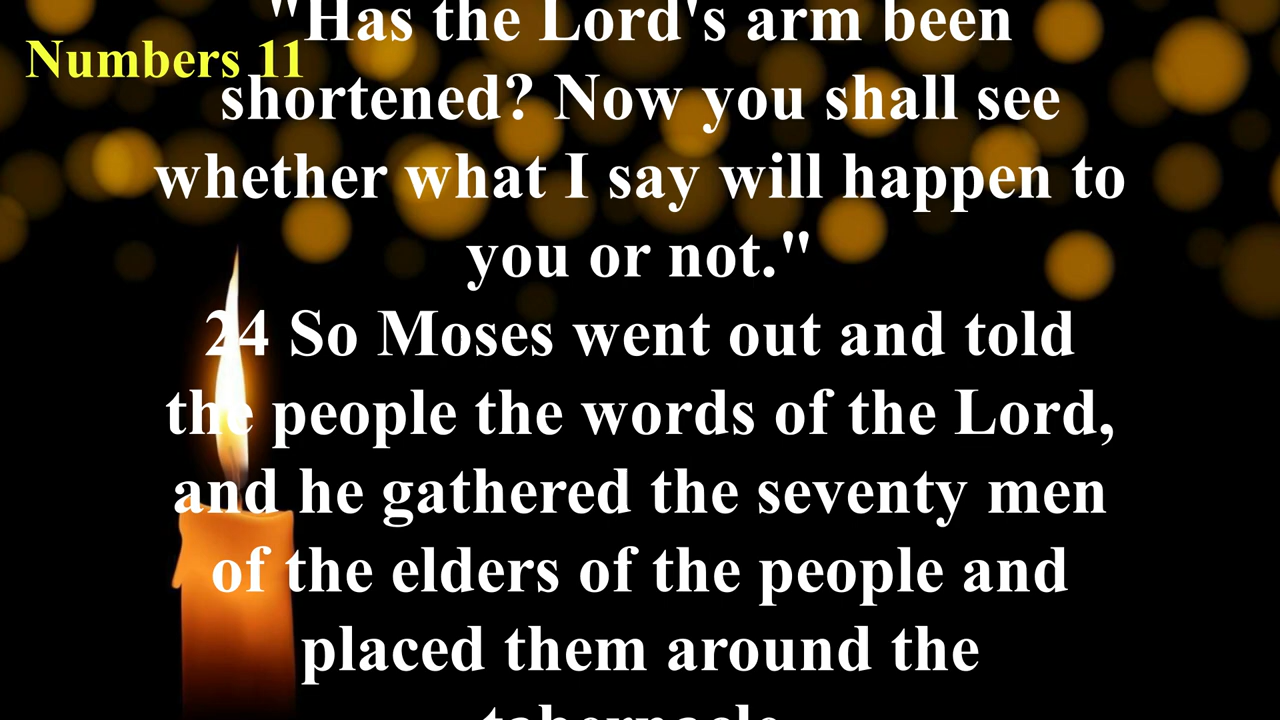 Numbers 11
"Has the Lord's arm been
shortened? Now you shall see
whether what I say will happen to
you or not."
24 So Moses went out and told
the people the words of the Lord,
and he gathered the seventy men
of the elders of the people and
placed them around the
tabernacle.